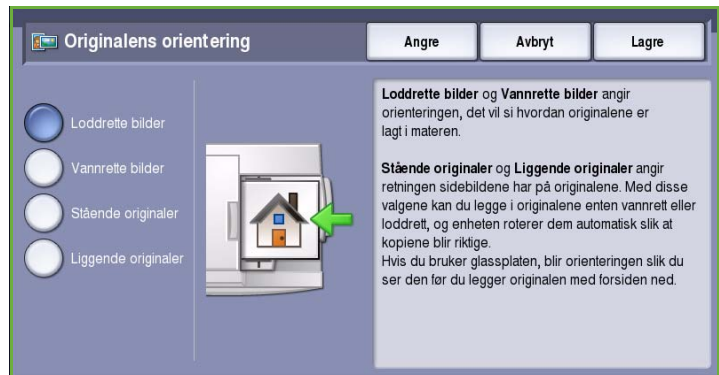 Originalens orientering
Angre
Avbryt
Lagre
Loddrette bilder
Vannrette bilder
Stående originaler
Liggende originaler
Loddrette bilder og Vannrette bilder angir
orienteringen, det vil si hvordan originalene er
lagt i materen.
Stående originaler og Liggende originaler angir
retningen sidebildene har på originalene. Med disse
valgene kan du legge i originalene enten vannrett eller
loddrett, og enheten roterer dem automatisk slik at
kopiene blir riktige.
Hvis du bruker glassplaten, blir orienteringen slik du
ser den før du legger originalen med forsiden ned.